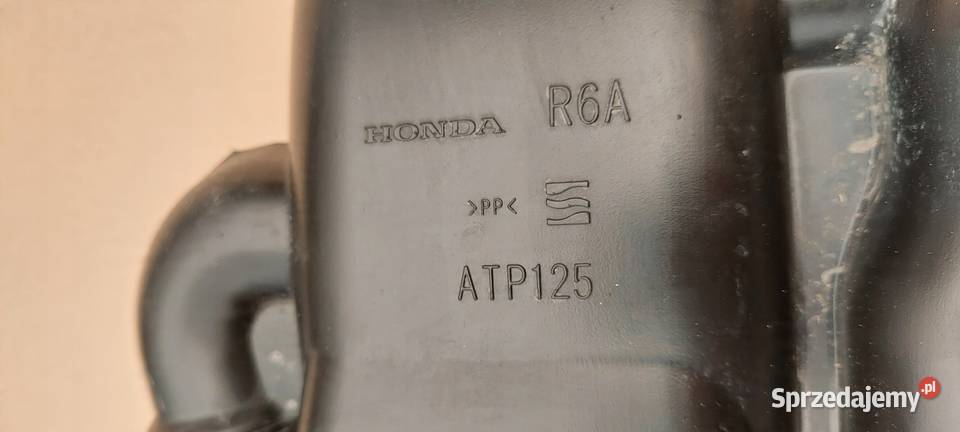 HONDA R6A
>PP<
ATP125
Sprzedajemy.pl